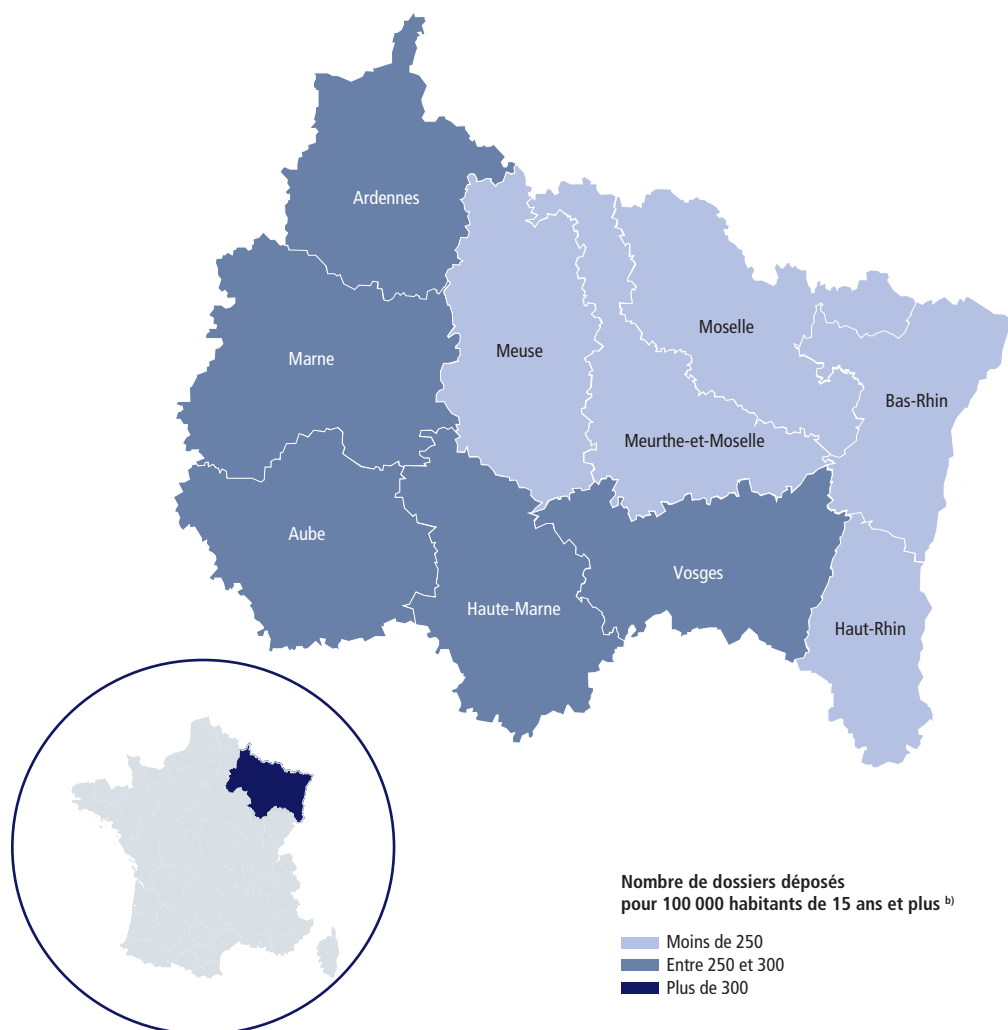 Ardennes
Marne
Meuse
Moselle
Bas-Rhin
Meurthe-et-Moselle
Aube
Haute-Marne
Vosges
Haut-Rhin
Nombre de dossiers déposés
pour 100 000 habitants de 15 ans et plus b)
Moins de 250
Entre 250 et 300
Plus de 300